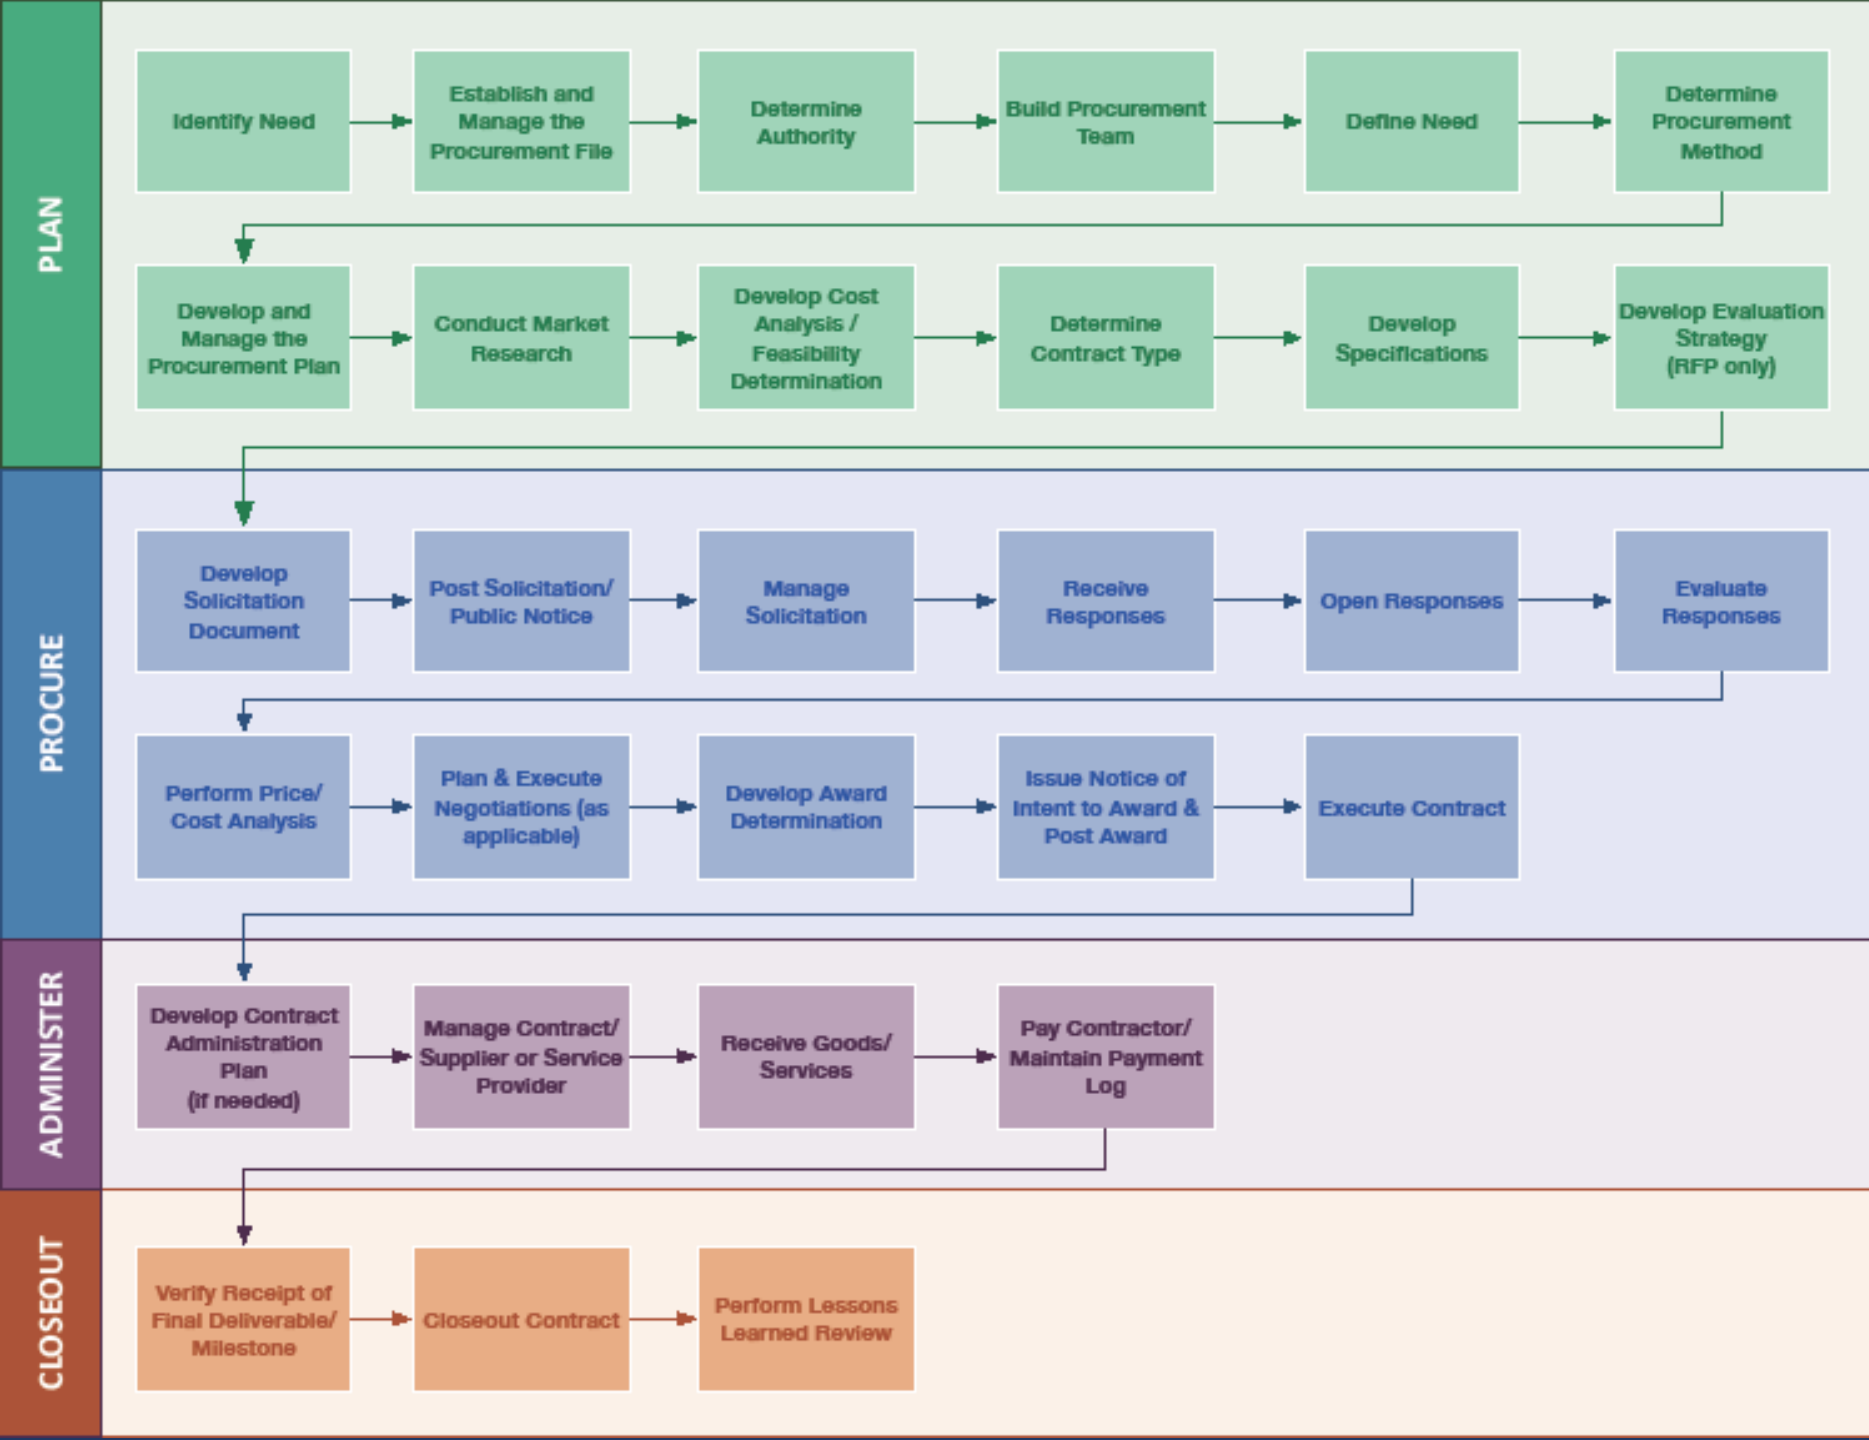 PLAN
Identify Need
Establish and
Manage the
Procurement File
Determine
Authority
Build Procurement
Team
Define Need
Determine
Procurement
Method
Develop and
Manage the
Procurement Plan
Conduct Market
Research
Develop Cost
Analysis /
Feasibility
Determination
Determine
Contract Type
Develop
Specifications
Develop Evaluation
Strategy
(RFP only)
PROCURE
Develop
Solicitation
Document
Post Solicitation/
Public Notice
Manage
Solicitation
Receive
Responses
Open Responses
Evaluate
Responses
Perform Price/
Cost Analysis
Plan & Execute
Negotiations (as
applicable)
Develop Award
Determination
Issue Notice of
Intent to Award &
Post Award
Execute Contract
ADMINISTER
Develop Contract
Administration
Plan
(if needed)
Manage Contract/
Supplier or Service
Provider
Receive Goods/
Services
Pay Contractor/
Maintain Payment
Log
CLOSEOUT
Verify Receipt of
Final Deliverable/
Milestone
Closeout Contract
Perform Lessons
Learned Review